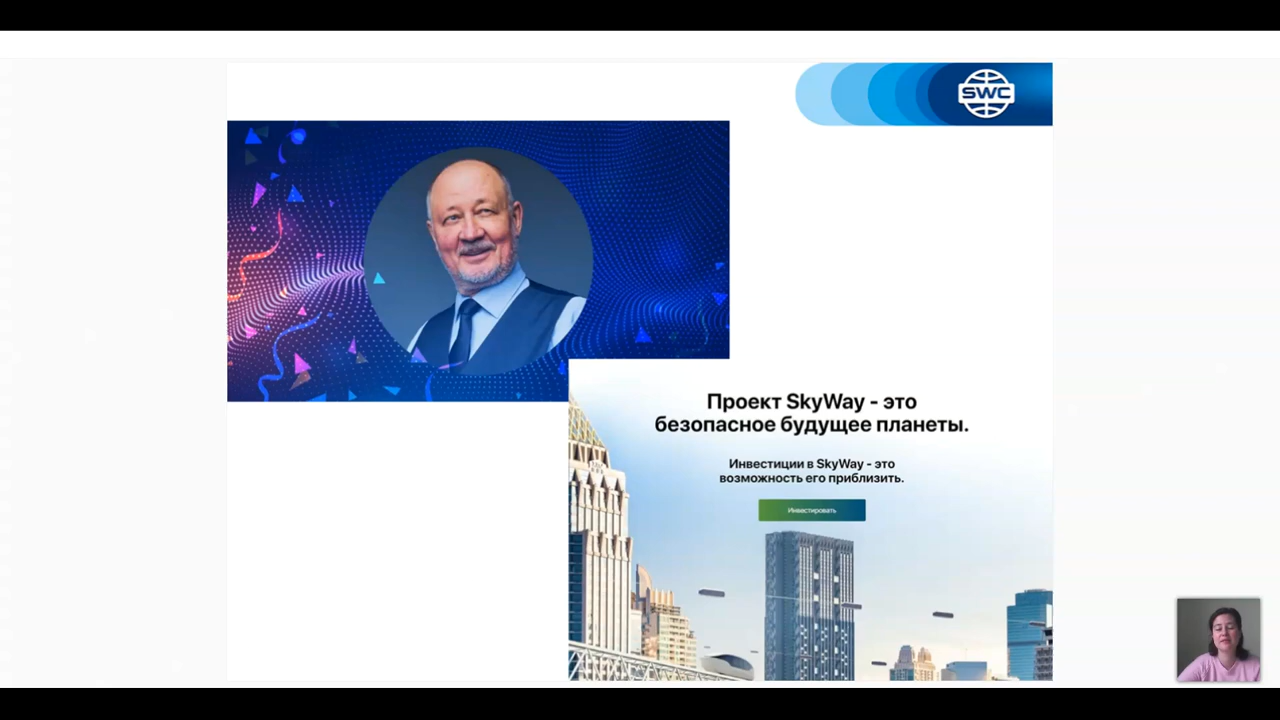 SWC
Проект SkyWay - это
безопасное будущее планеты.
Инвестиции в SkyWay - это
возможность его приблизить.
Инвестировать